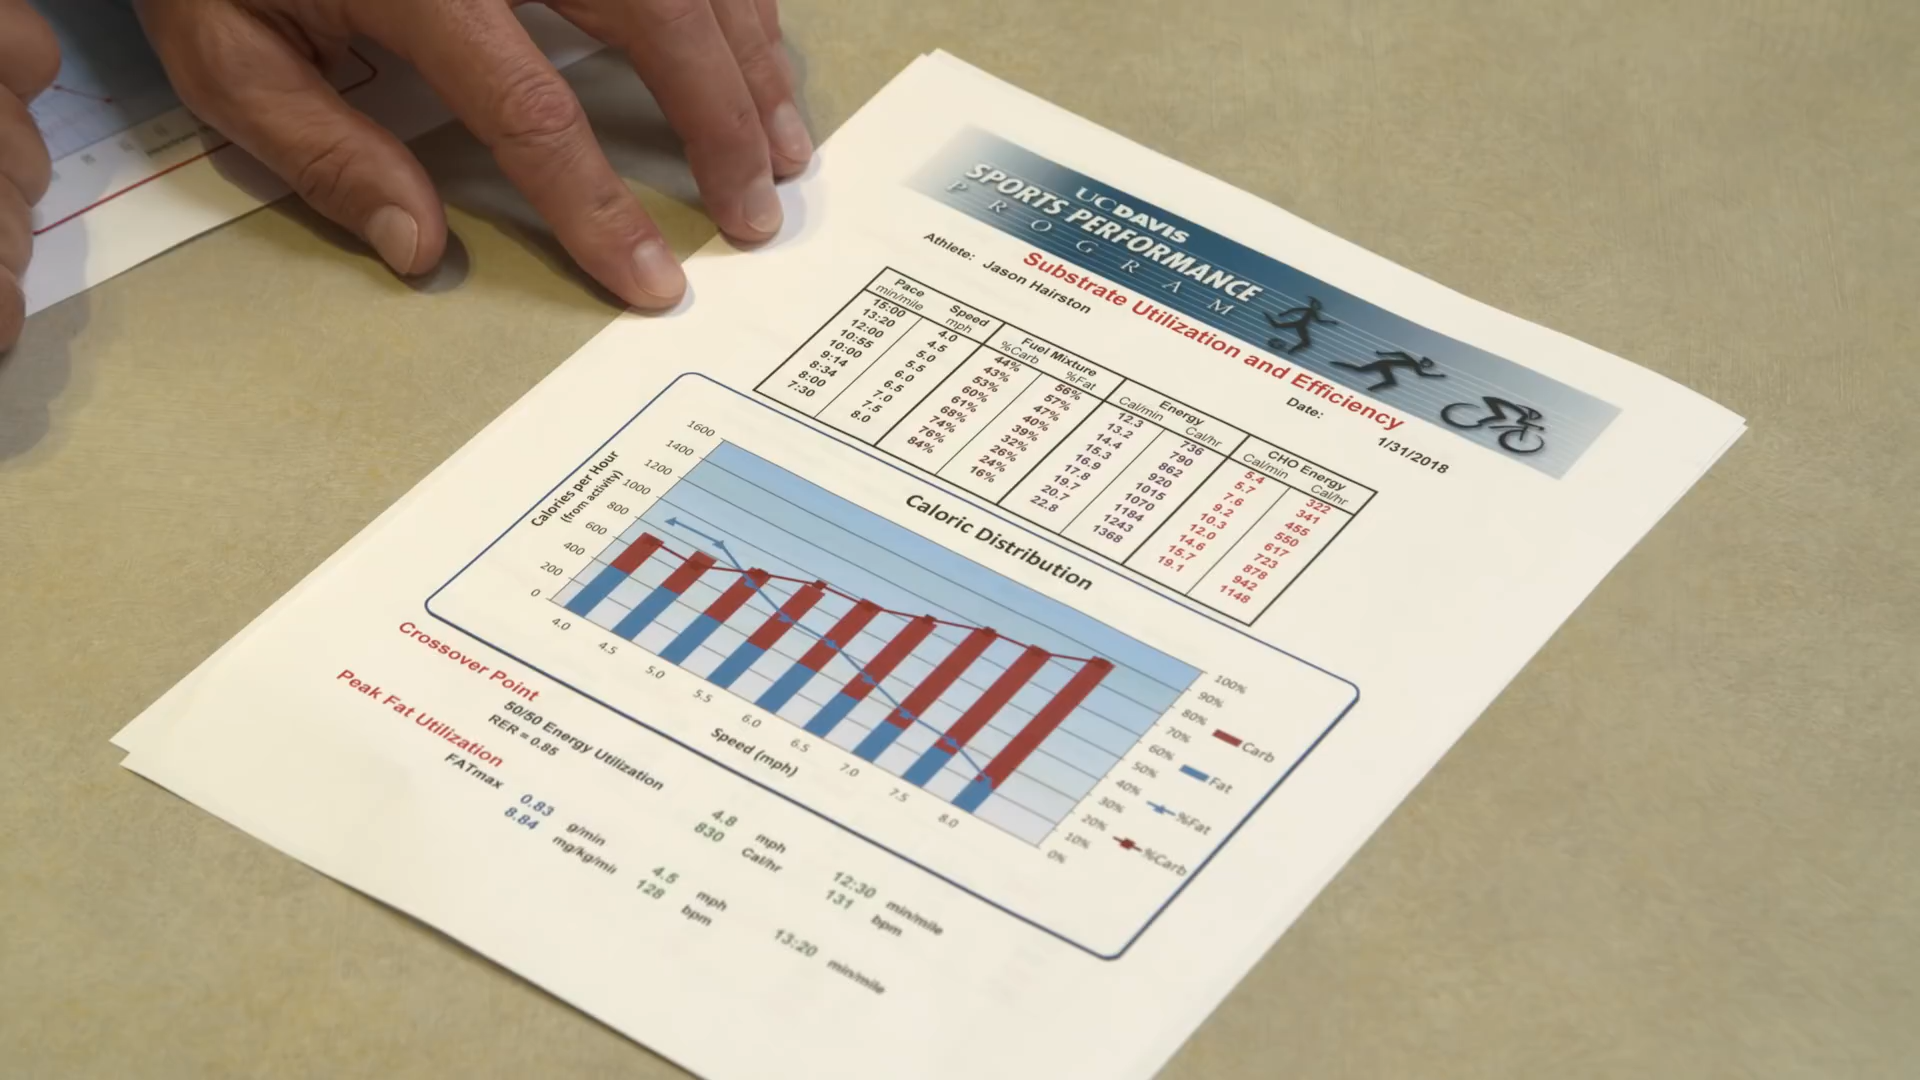 UCDAVIS
SPORTS PERFORMANCE
PROGRAM
Substrate Utilization and Efficiency
Athlete: Jason Hairston Date: 1/31/2018
Pace Speed Fuel Mixture Energy CHO Energy
min/mile mph %Carb %Fat Cal/min Cal/hr Cal/min Cal/hr
15:00 4.0 44% 56% 12.3 736 5.4 322
13:20 4.5 43% 57% 13.2 790 5.7 341
12:00 5.0 53% 47% 14.4 862 7.6 455
10:55 5.5 60% 40% 15.3 920 9.2 550
10:00 6.0 61% 39% 16.9 1015 10.3 617
9:14 6.5 68% 32% 17.8 1070 12.0 723
8:34 7.0 74% 26% 19.7 1184 14.6 878
8:00 7.5 76% 24% 20.7 1243 15.7 942
7:30 8.0 84% 16% 22.8 1368 19.1 1148
Caloric Distribution
Calories per Hour
(from activity)
1600
1400
1200
1000
800
600
400
200
0
4.0 4.5 5.0 5.5 6.0 6.5 7.0 7.5 8.0
Speed (mph)
100%
90%
80%
70%
60%
50%
40%
30%
20%
10%
0%
Carb
Fat
%Fat
%Carb
Crossover Point
50/50 Energy Utilization 4.8 mph 12:30 min/mile
RER = 0.85 830 Cal/hr 131 bpm
Peak Fat Utilization
FATmax 0.83 g/min 4.5 mph 13:20 min/mile
8.84 mg/kg/min 128 bpm